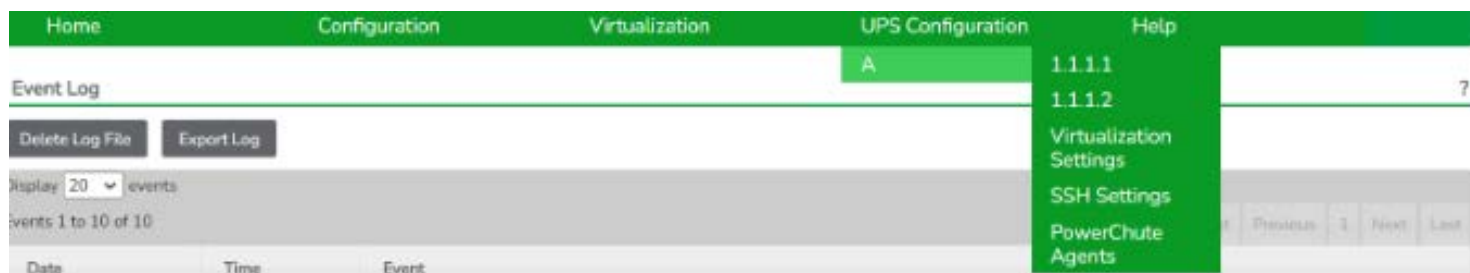 Home Configuration Virtualization UPS Configuration Help
A 1.1.1.1
Event Log ?
1.1.1.2
Delete Log File Export Log Virtualization
Settings
Display 20 events
SSH Settings
Events 1 to 10 of 10 Previous 1 Next Last
PowerChute
Agents
Date Time Event